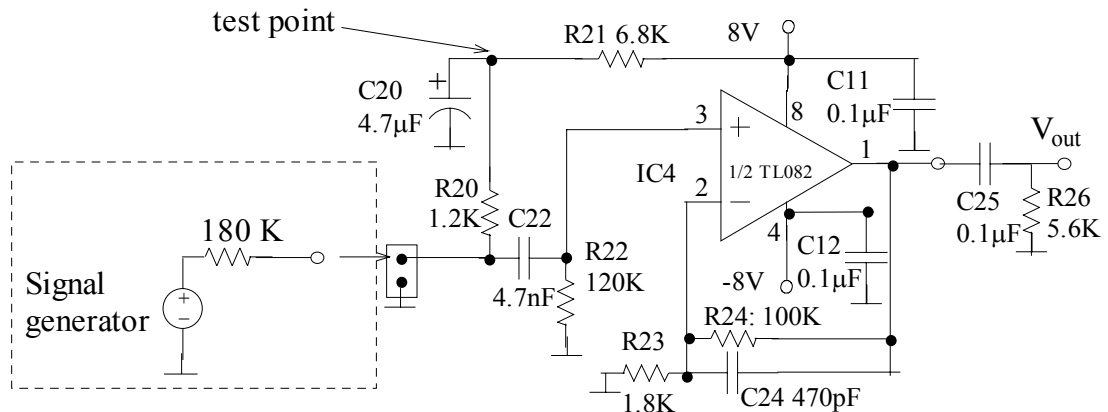 test point
R21 6.8K
8V
+
C20
4.7μF
C11
0.1μF
8
3
+
1
Vout
IC4
1/2 TL082
2
−
4
R20
1.2K
C22
4.7nF
R22
120K
C12
0.1μF
-8V
C25
0.1μF
R26
5.6K
180 K
Signal
generator
+
−
R24: 100K
R23
1.8K
C24 470pF